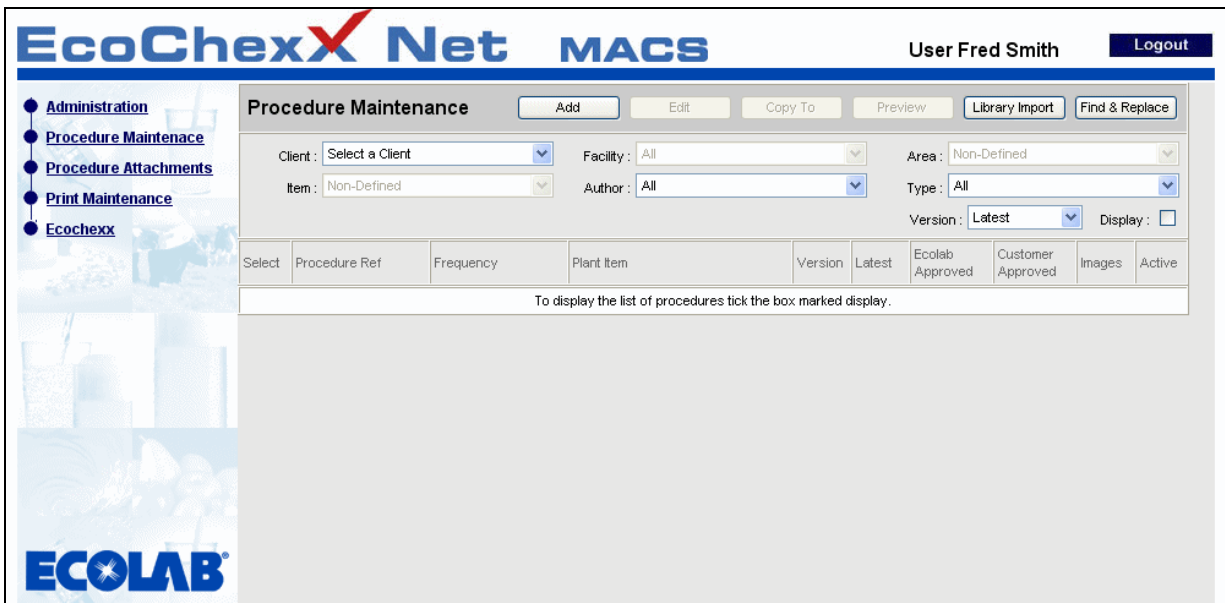 EcoChexX Net MACS User Fred Smith Logout
Administration
Procedure Maintenace
Procedure Attachments
Print Maintenance
Ecochexx
Procedure Maintenance Add Edit Copy To Preview Library Import Find & Replace
Client : Select a Client Facility : All Area : Non-Defined
Item : Non-Defined Author : All Type : All
Version : Latest Display :
Select Procedure Ref Frequency Plant Item Version Latest Ecolab Approved Customer Approved Images Active
To display the list of procedures tick the box marked display.
ECOLAB®